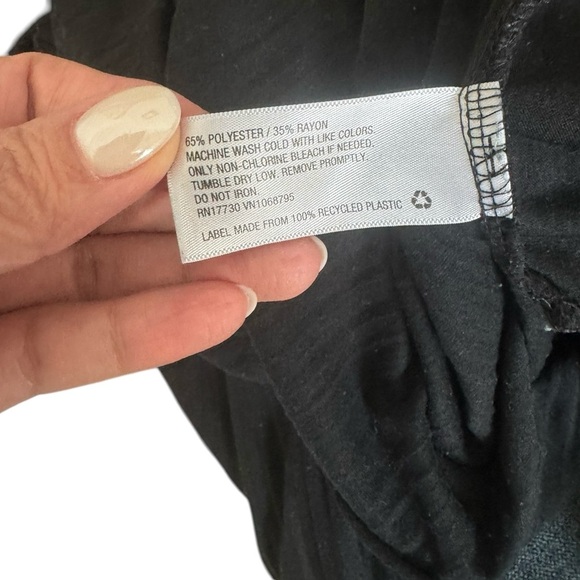 65% POLYESTER / 35% RAYON
MACHINE WASH COLD WITH LIKE COLORS.
ONLY NON-CHLORINE BLEACH IF NEEDED.
TUMBLE DRY LOW. REMOVE PROMPTLY.
DO NOT IRON.
RN17730 VN1068795
LABEL MADE FROM 100% RECYCLED PLASTIC